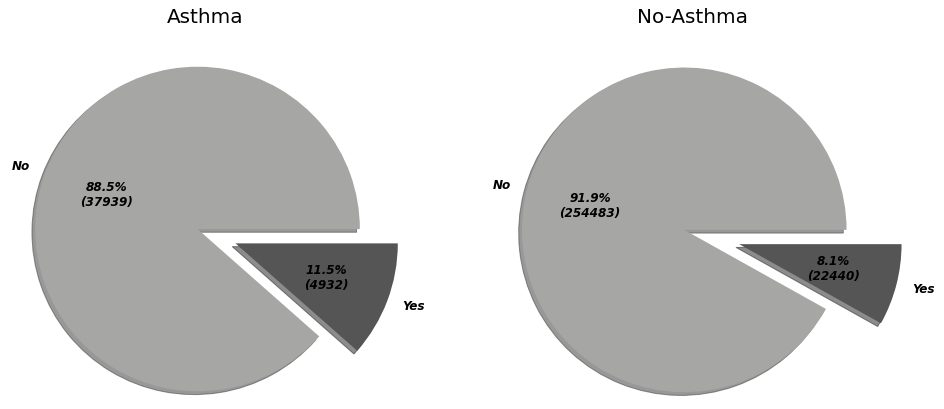 Asthma
No
88.5%
(37939)
11.5%
(4932)
Yes
No-Asthma
No
91.9%
(254483)
8.1%
(22440)
Yes